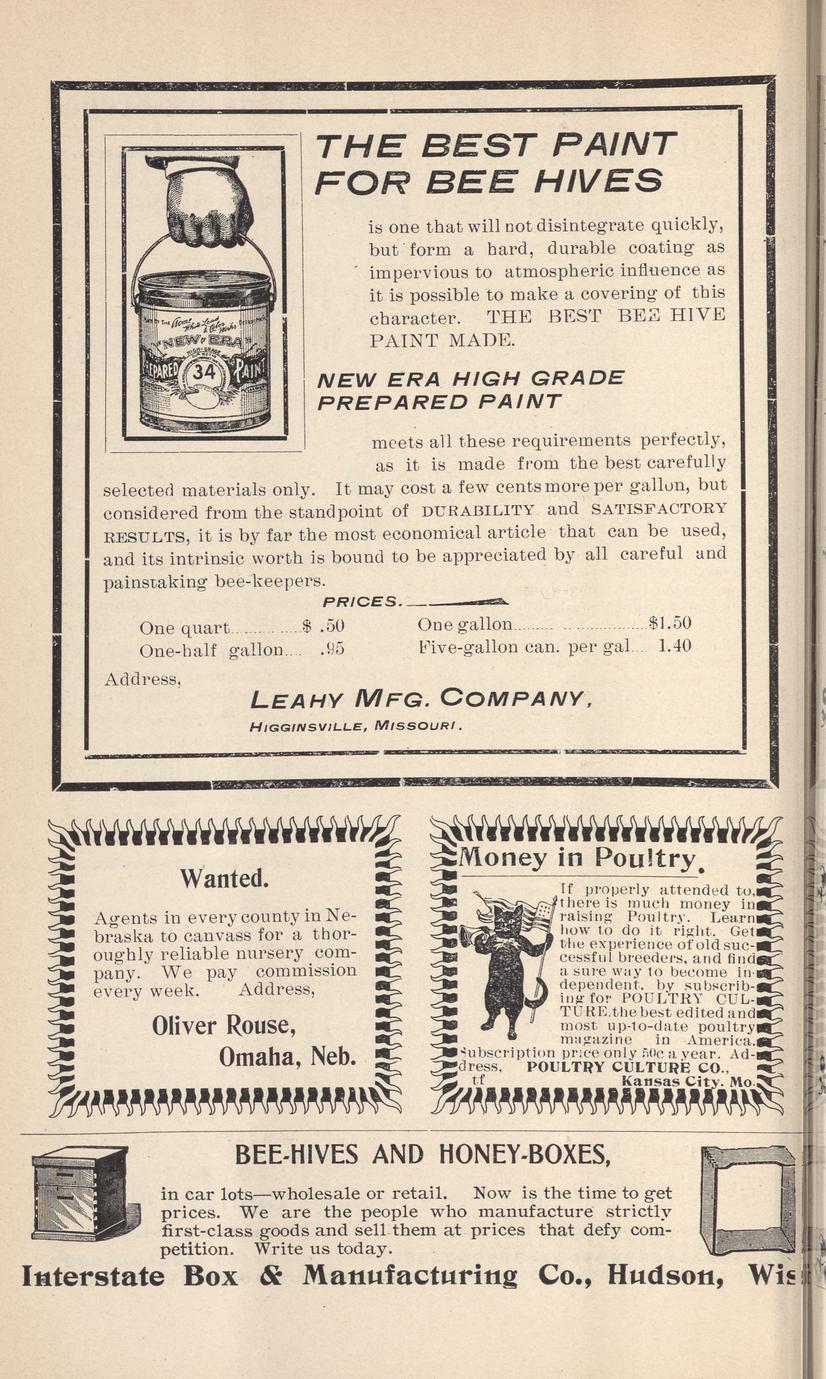 THE BEST PAINT
FOR BEE HIVES
is one that will not disintegrate quickly,
but form a hard, durable coating as
impervious to atmospheric influence as
it is possible to make a covering of this
character. THE BEST BEE HIVE
PAINT MADE.
"NEW ERA"
HIGH GRADE
PREPARED PAINT
34
NEW ERA HIGH GRADE
PREPARED PAINT
meets all these requirements perfectly,
as it is made from the best carefully
selected materials only. It may cost a few cents more per gallon, but
considered from the standpoint of DURABILITY and SATISFACTORY
RESULTS, it is by far the most economical article that can be used,
and its intrinsic worth is bound to be appreciated by all careful and
painstaking bee-keepers.
PRICES.
One quart............$ .50 One gallon............................$1.50
One-half gallon.... .95 Five-gallon can. per gal.... 1.40
Address,
LEAHY MFG. COMPANY,
HIGGINSVILLE, MISSOURI.
Wanted.
Agents in every county in Ne-
braska to canvass for a thor-
oughly reliable nursery com-
pany. We pay commission
every week. Address,
Oliver Rouse,
Omaha, Neb.
Money in Poultry.
If properly attended to,
there is much money in
raising Poultry. Learn
how to do it right. Get
the experience of old suc-
cessful breeders, and find
a sure way to become in-
dependent, by subscrib-
ing for POULTRY CUL-
TURE. the best edited and
most up-to-date poultry
magazine in America.
Subscription price only 50c a year. Ad-
dress, POULTRY CULTURE CO.,
tf Kansas City. Mo.
BEE-HIVES AND HONEY-BOXES,
in car lots—wholesale or retail. Now is the time to get
prices. We are the people who manufacture strictly
first-class goods and sell them at prices that defy com-
petition. Write us today.
Interstate Box & Manufacturing Co., Hudson, Wis